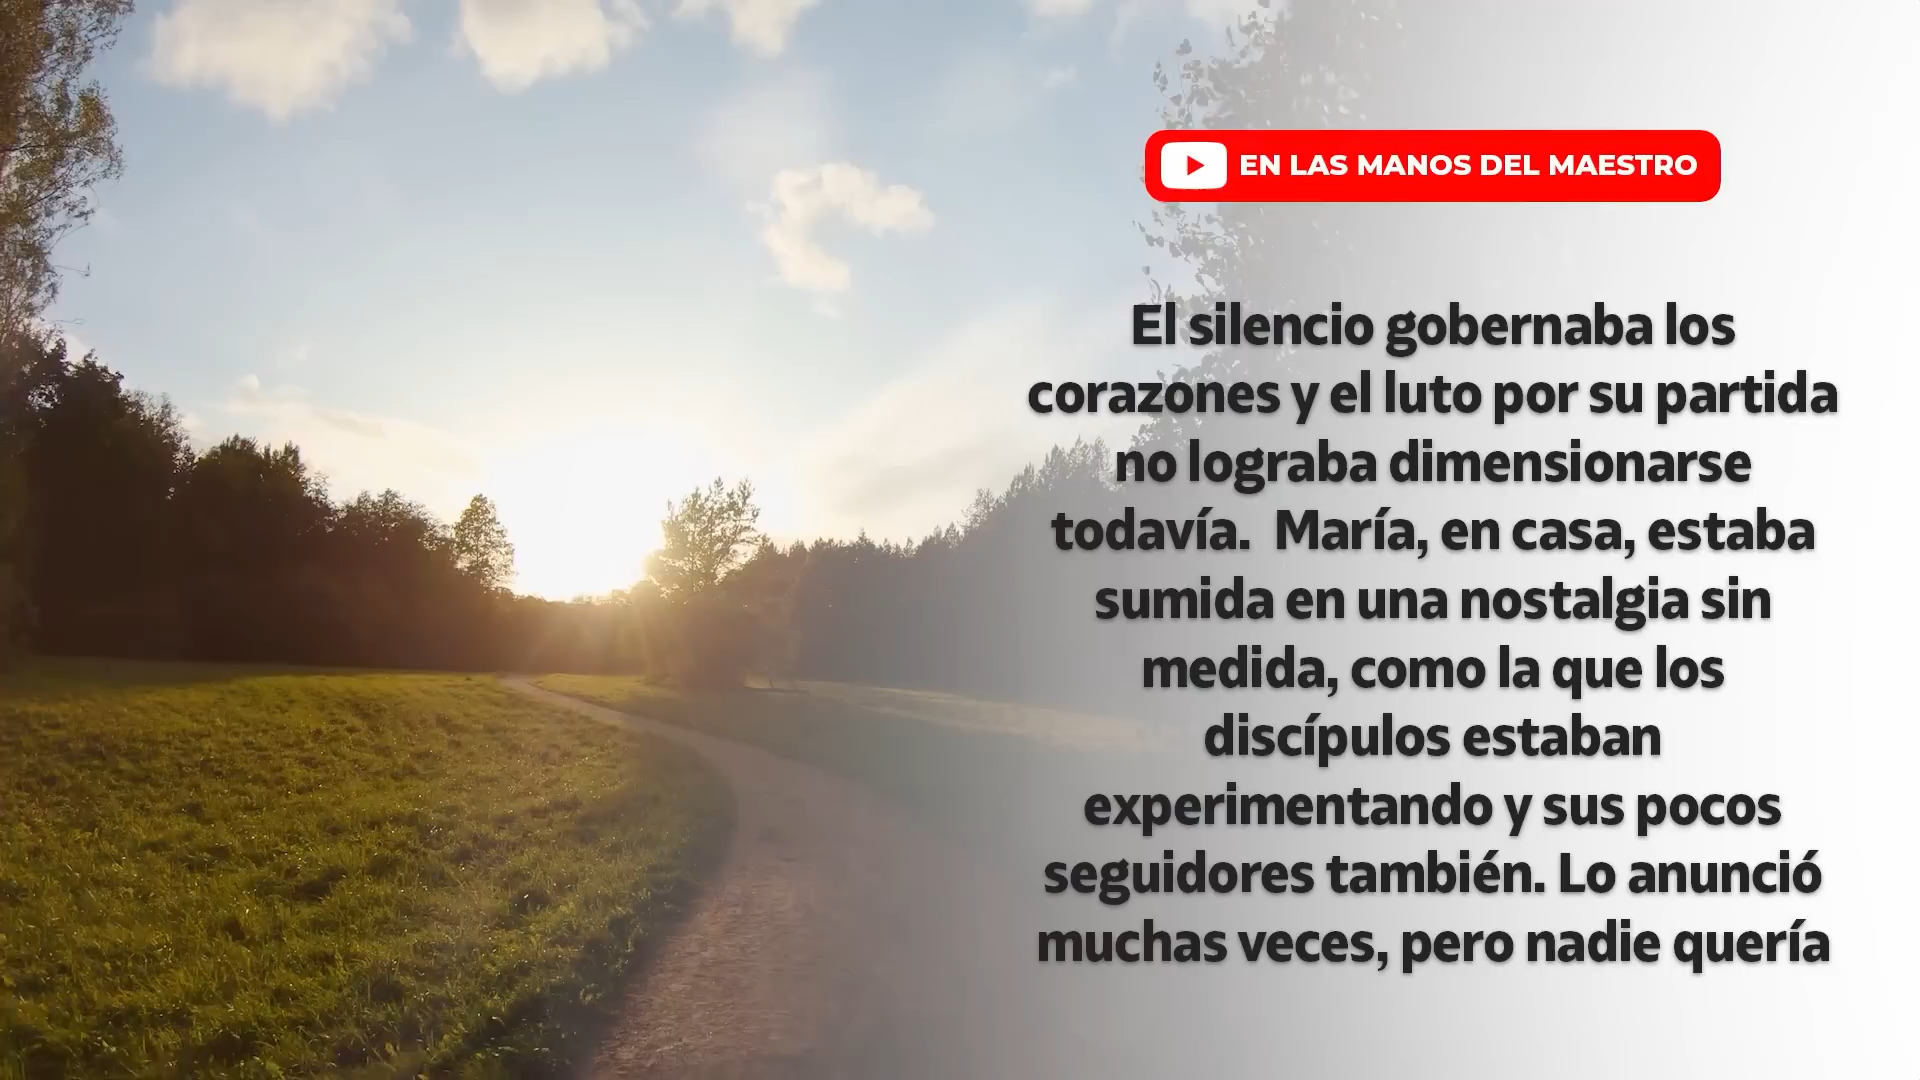 EN LAS MANOS DEL MAESTRO
El silencio gobernaba los
corazones y el luto por su partida
no lograba dimensionarse
todavía.  María, en casa, estaba
sumida en una nostalgia sin
medida, como la que los
discípulos estaban
experimentando y sus pocos
seguidores también. Lo anunció
muchas veces, pero nadie quería